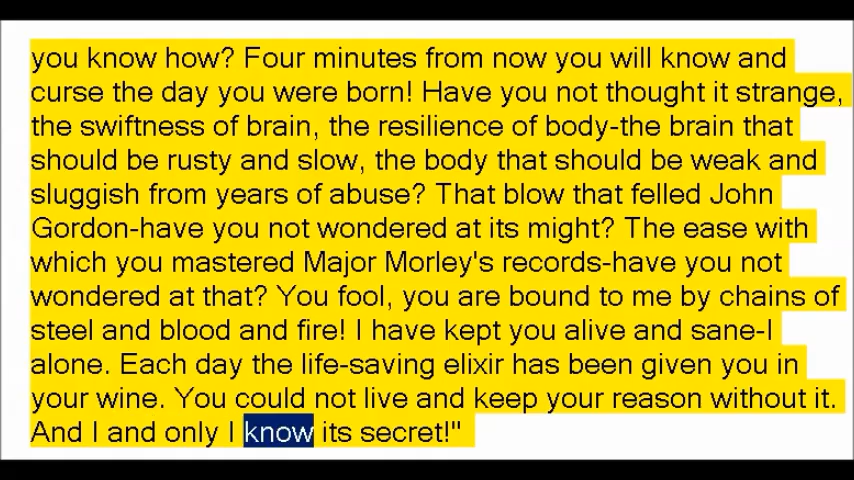 you know how? Four minutes from now you will know and
curse the day you were born! Have you not thought it strange,
the swiftness of brain, the resilience of body-the brain that
should be rusty and slow, the body that should be weak and
sluggish from years of abuse? That blow that felled John
Gordon-have you not wondered at its might? The ease with
which you mastered Major Morley's records-have you not
wondered at that? You fool, you are bound to me by chains of
steel and blood and fire! I have kept you alive and sane-I
alone. Each day the life-saving elixir has been given you in
your wine. You could not live and keep your reason without it.
And I and only I know its secret!"